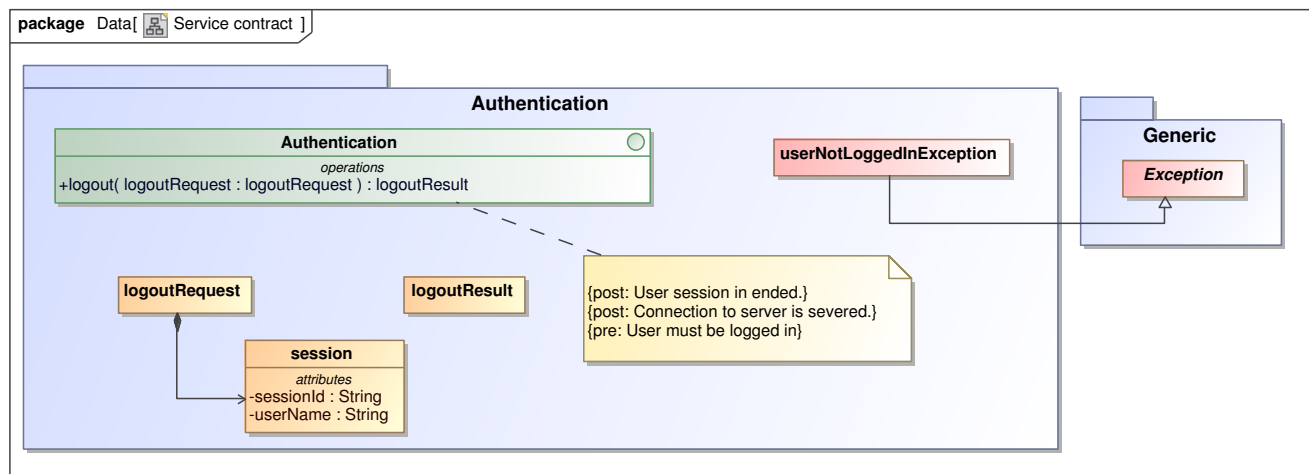 package Data[ Service contract ]
Authentication
Authentication
operations
+logout( logoutRequest : logoutRequest ) : logoutResult
userNotLoggedInException
Generic
Exception
logoutRequest
logoutResult
{post: User session in ended.}
{post: Connection to server is severed.}
{pre: User must be logged in}
session
attributes
-sessionId : String
-userName : String